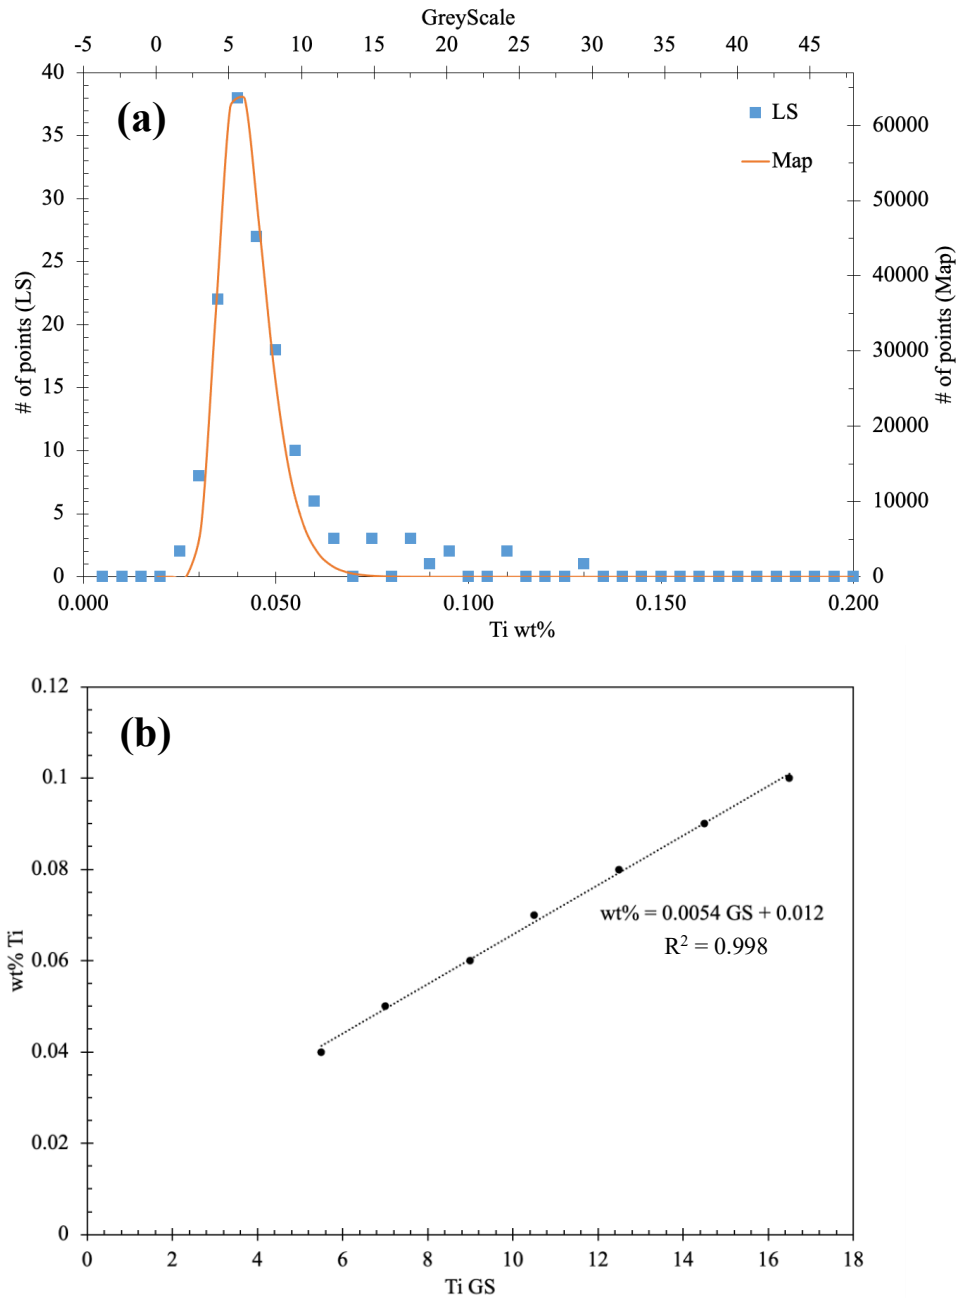 GreyScale
-5 0 5 10 15 20 25 30 35 40 45
(a)
LS
Map
40
35
30
25
20
15
10
5
0
# of points (LS)
60000
50000
40000
30000
20000
10000
0
# of points (Map)
0.000 0.050 0.100 0.150 0.200
Ti wt%
(b)
0.12
0.1
0.08
0.06
0.04
0.02
0
wt% Ti
wt% = 0.0054 GS + 0.012
R² = 0.998
0 2 4 6 8 10 12 14 16 18
Ti GS